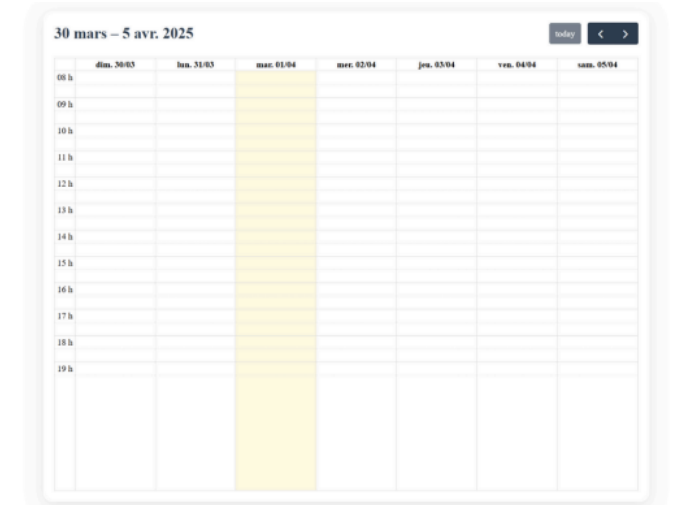 30 mars – 5 avr. 2025
today
dim. 30/03 lun. 31/03 mar. 01/04 mer. 02/04 jeu. 03/04 ven. 04/04 sam. 05/04
08 h
09 h
10 h
11 h
12 h
13 h
14 h
15 h
16 h
17 h
18 h
19 h